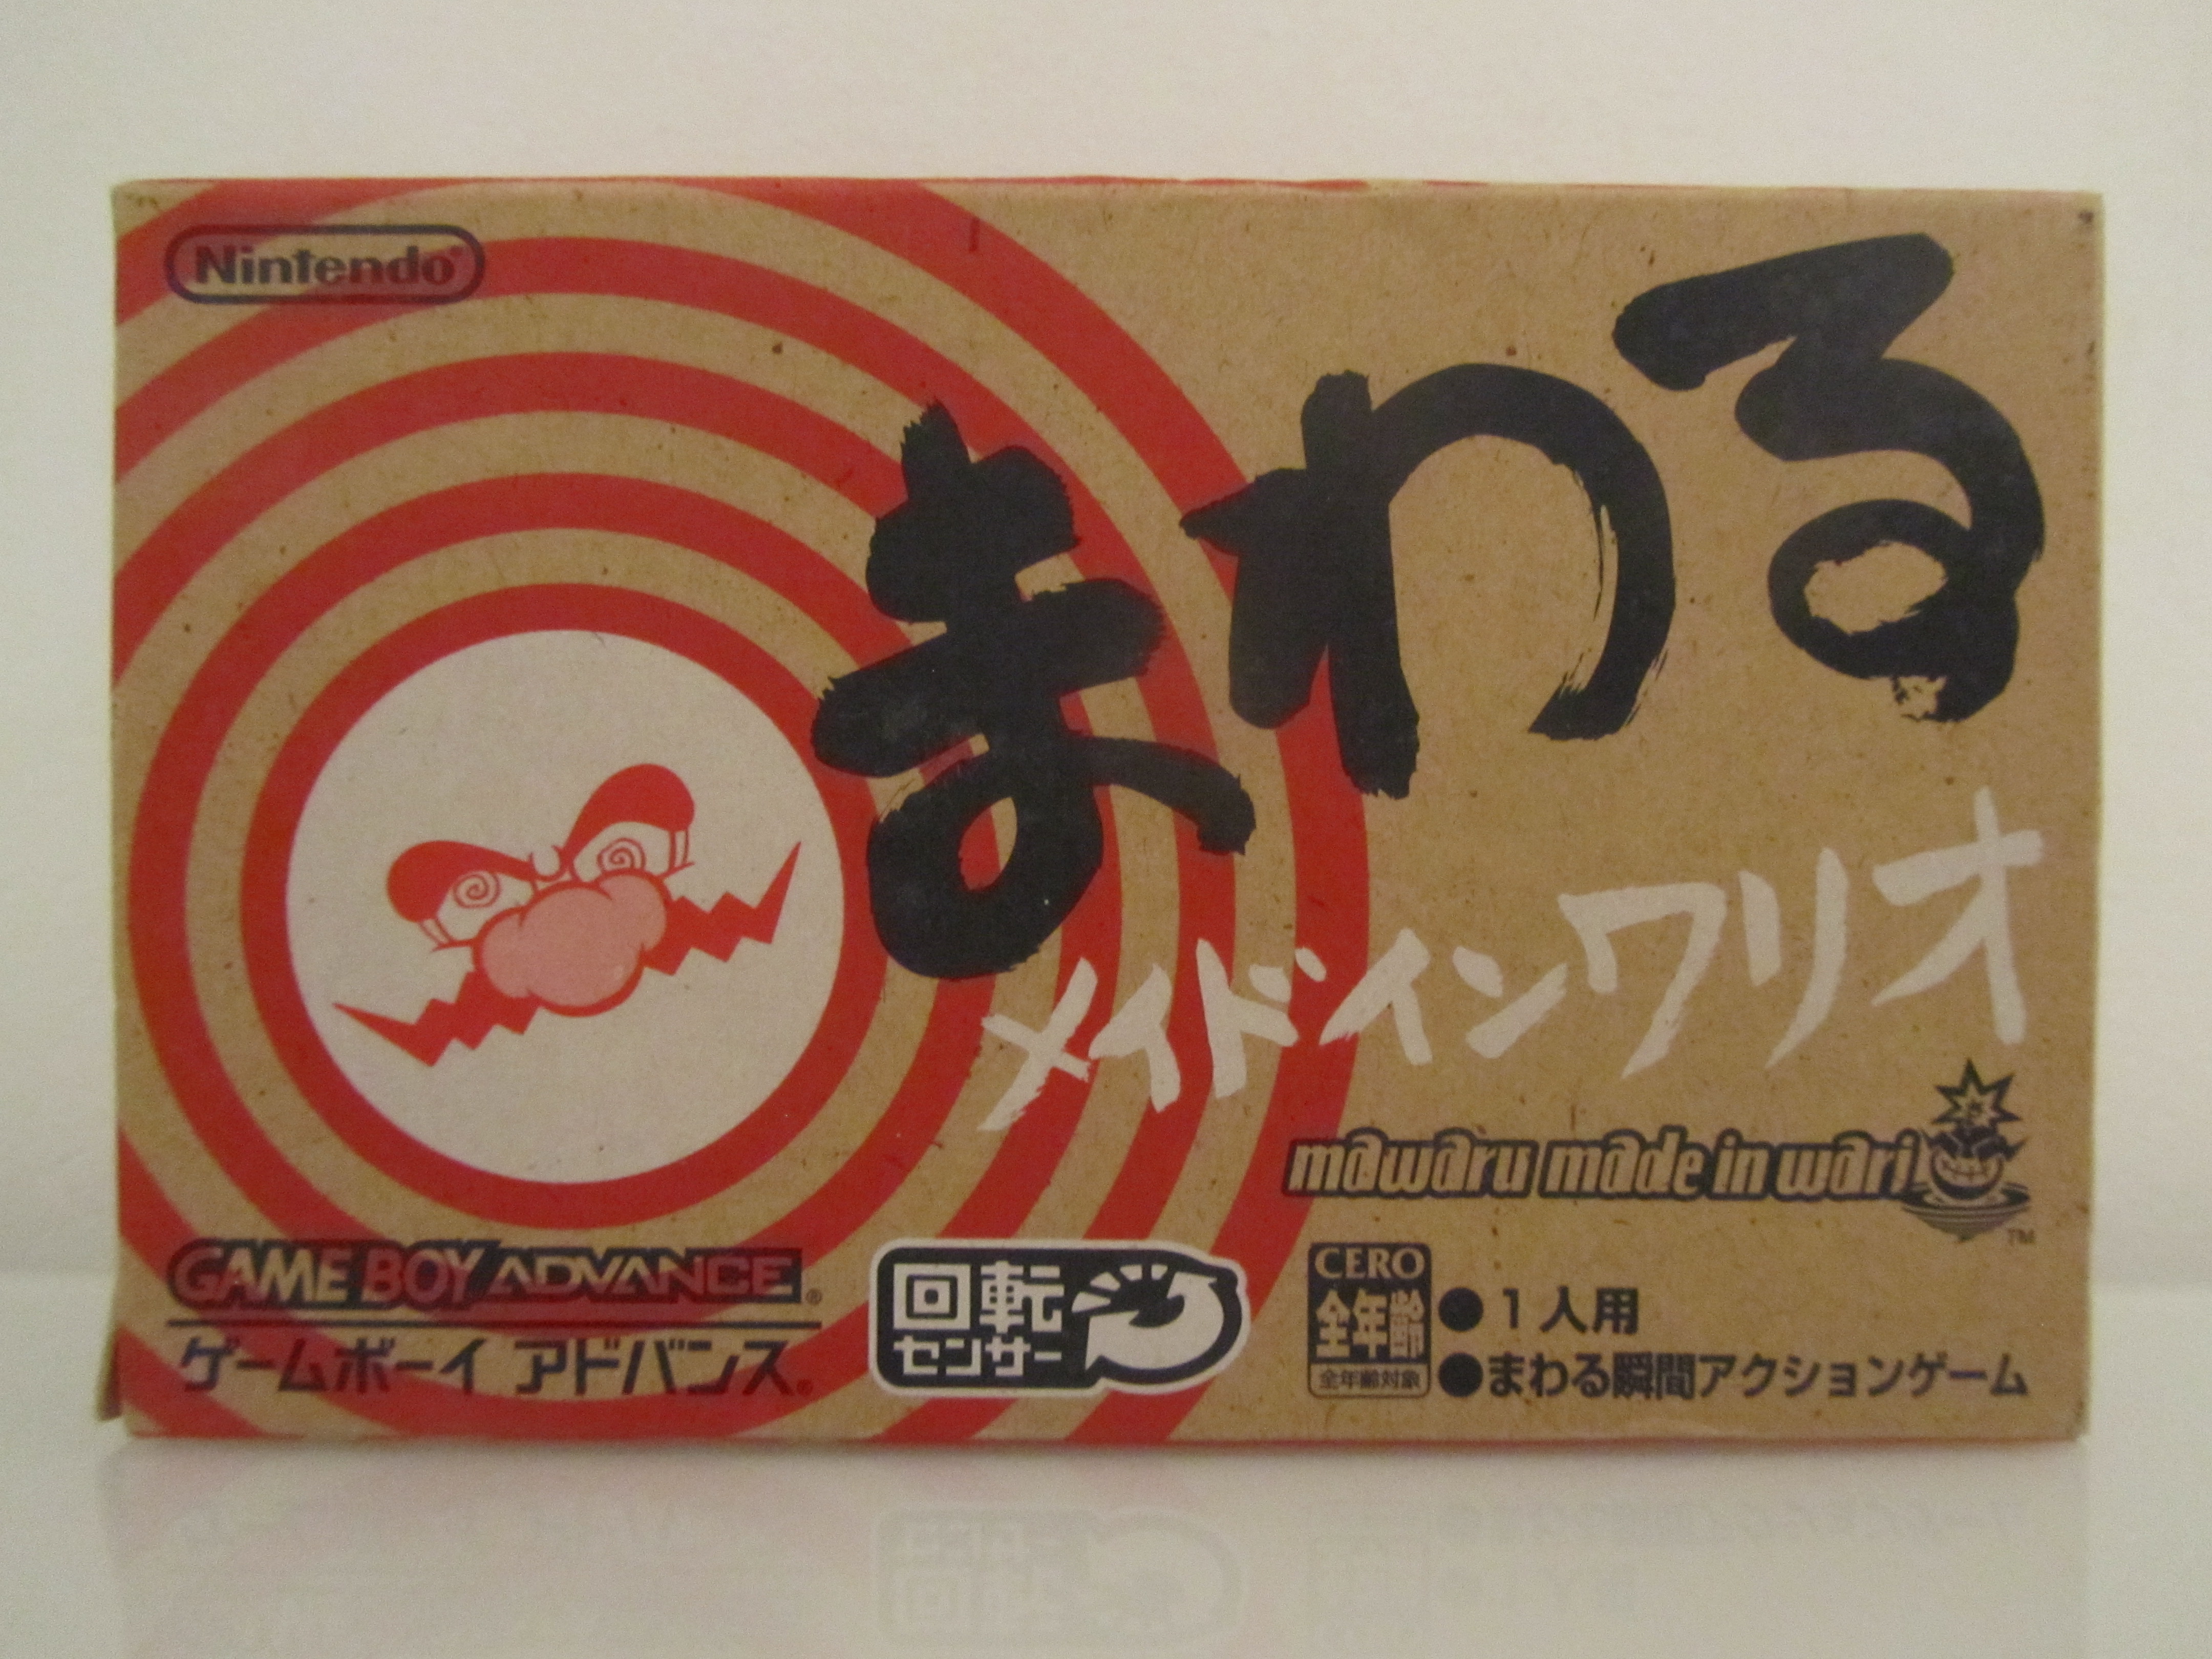 Nintendo®
まわる
メイドインワリオ
mawaru made in wario
TM
GAME BOY ADVANCE®
ゲームボーイ アドバンス®
回転
センサー
CERO
全年齢
全年齢対象
●1人用
●まわる瞬間アクションゲーム